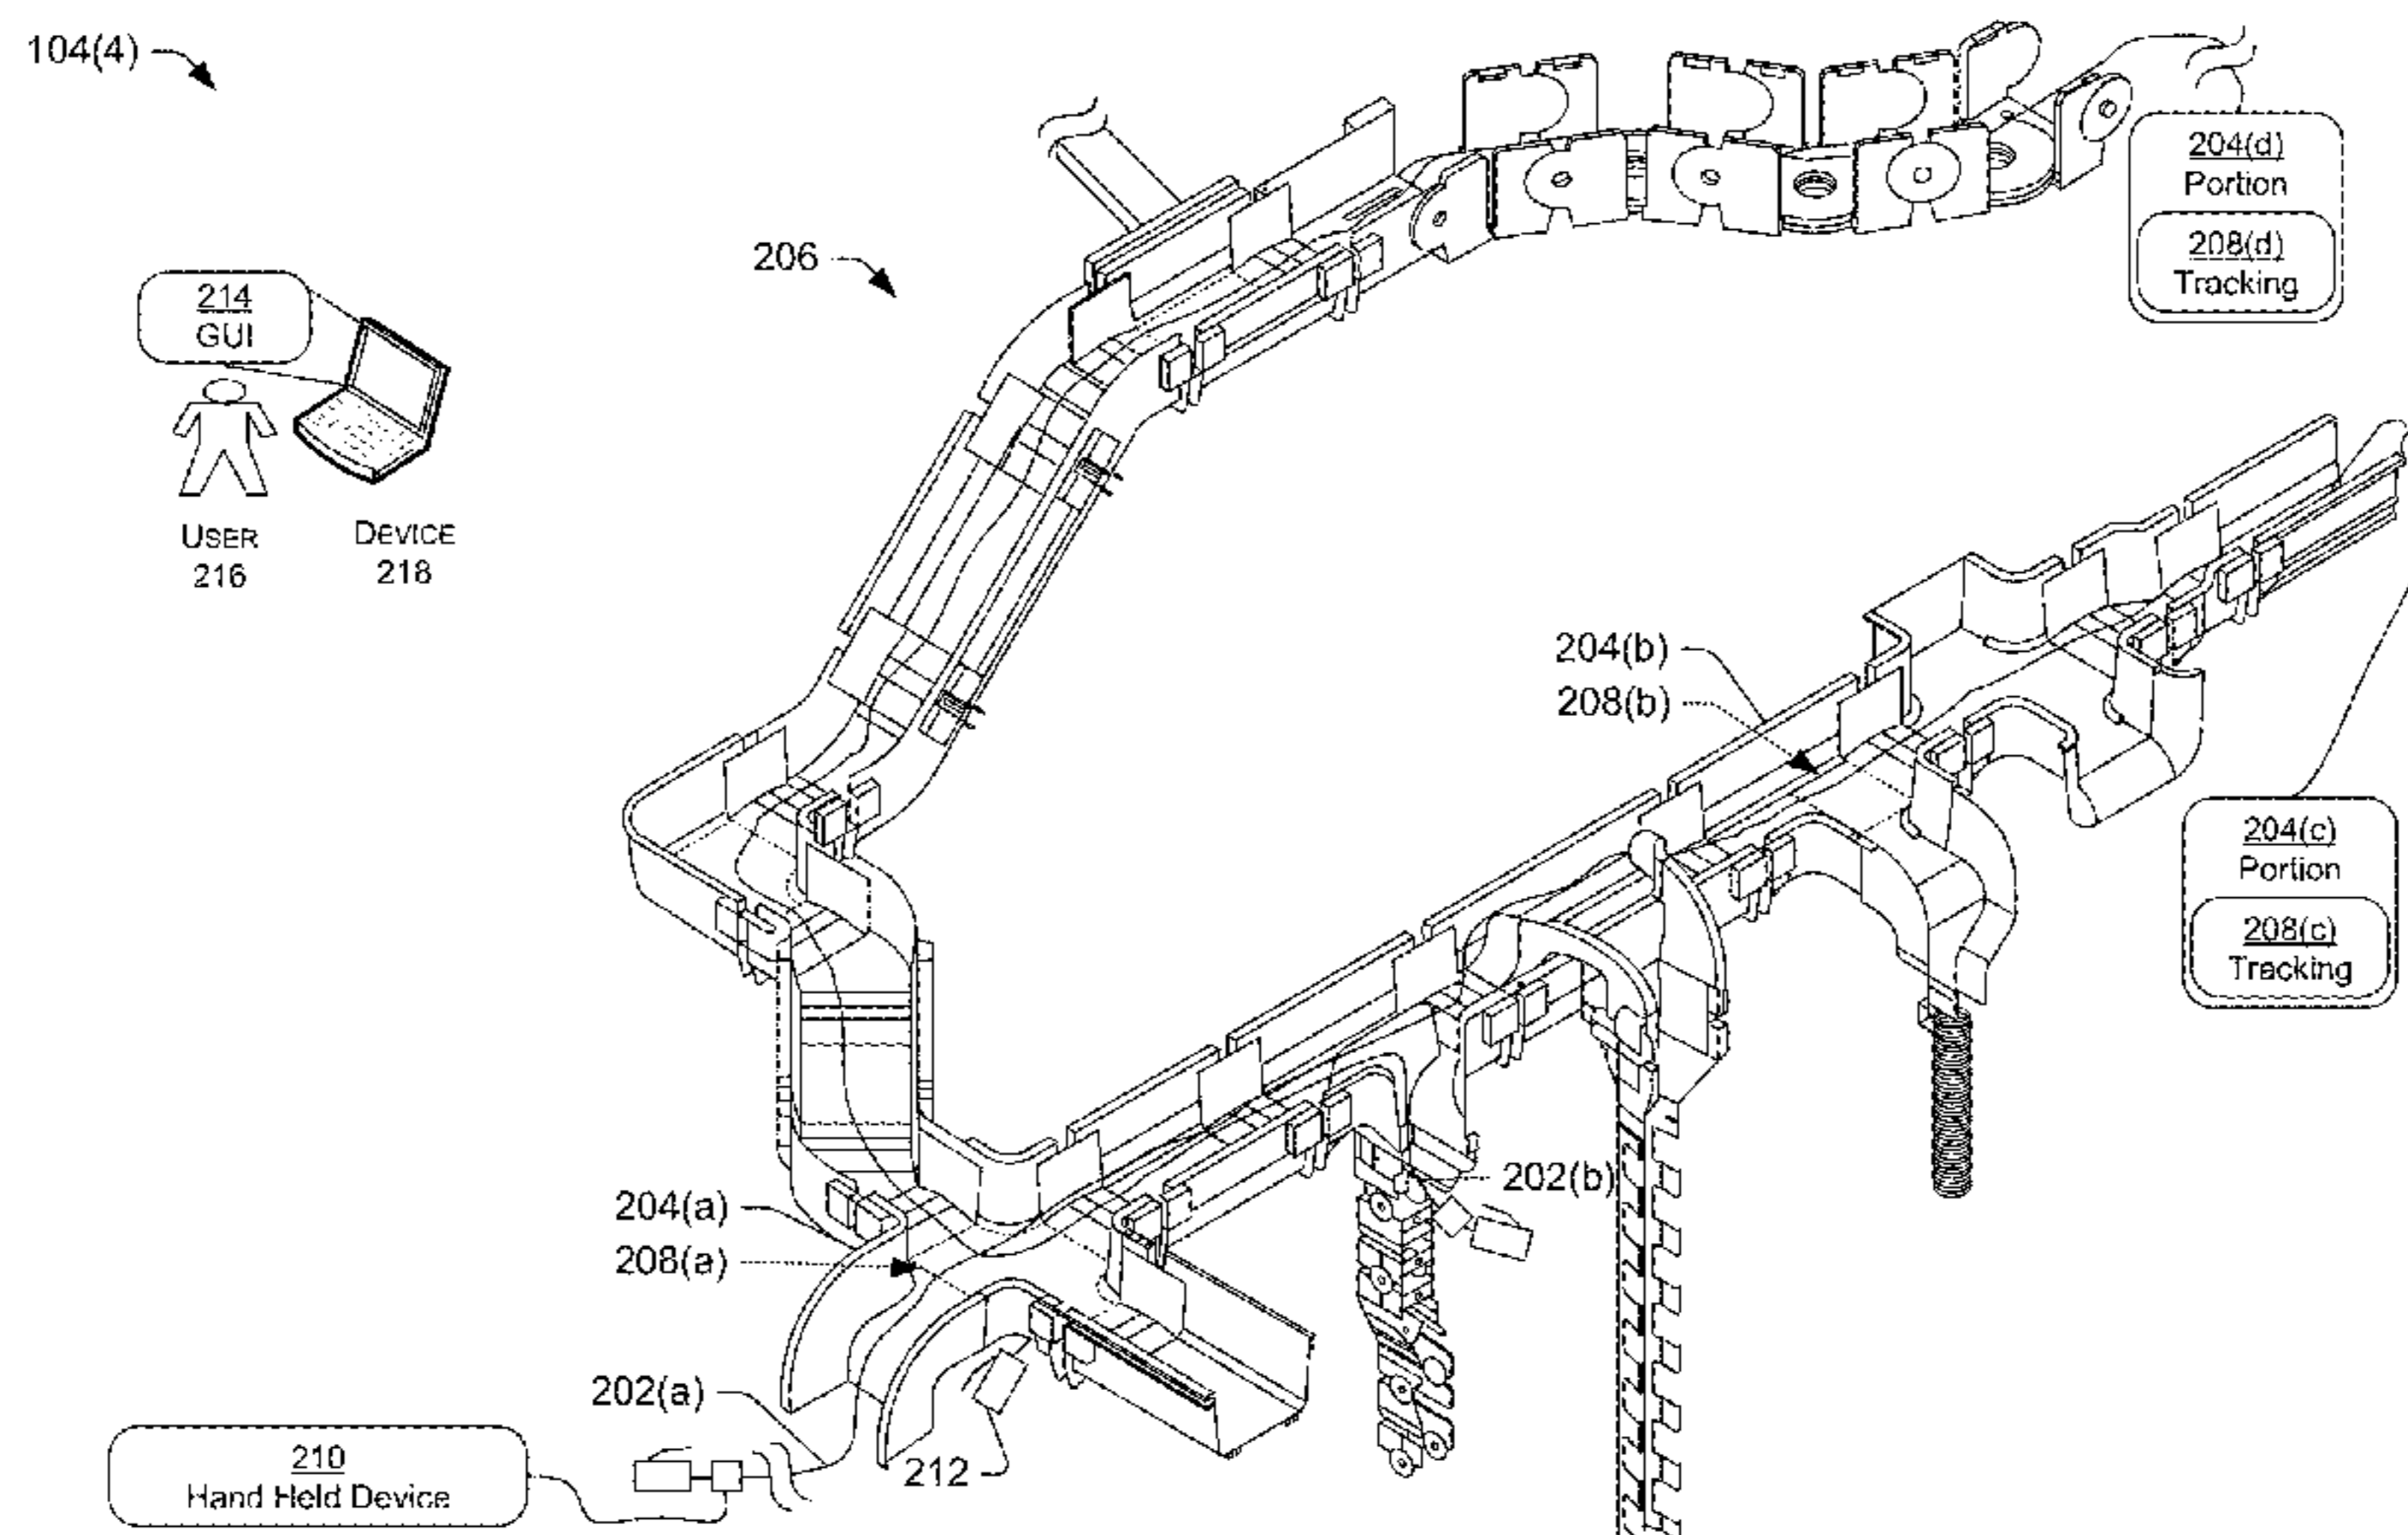 104(4)
204(d)
Portion
208(d)
Tracking
206
214
GUI
USER
216
DEVICE
218
204(b)
208(b)
204(c)
Portion
208(c)
Tracking
202(b)
204(a)
208(a)
202(a)
212
210
Hand Held Device